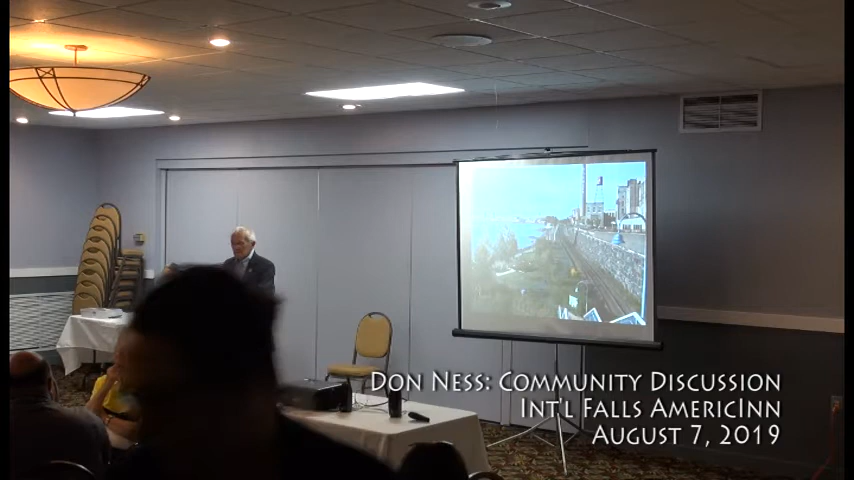 DON NESS: COMMUNITY DISCUSSION
INT'L FALLS AMERICINN
AUGUST 7, 2019